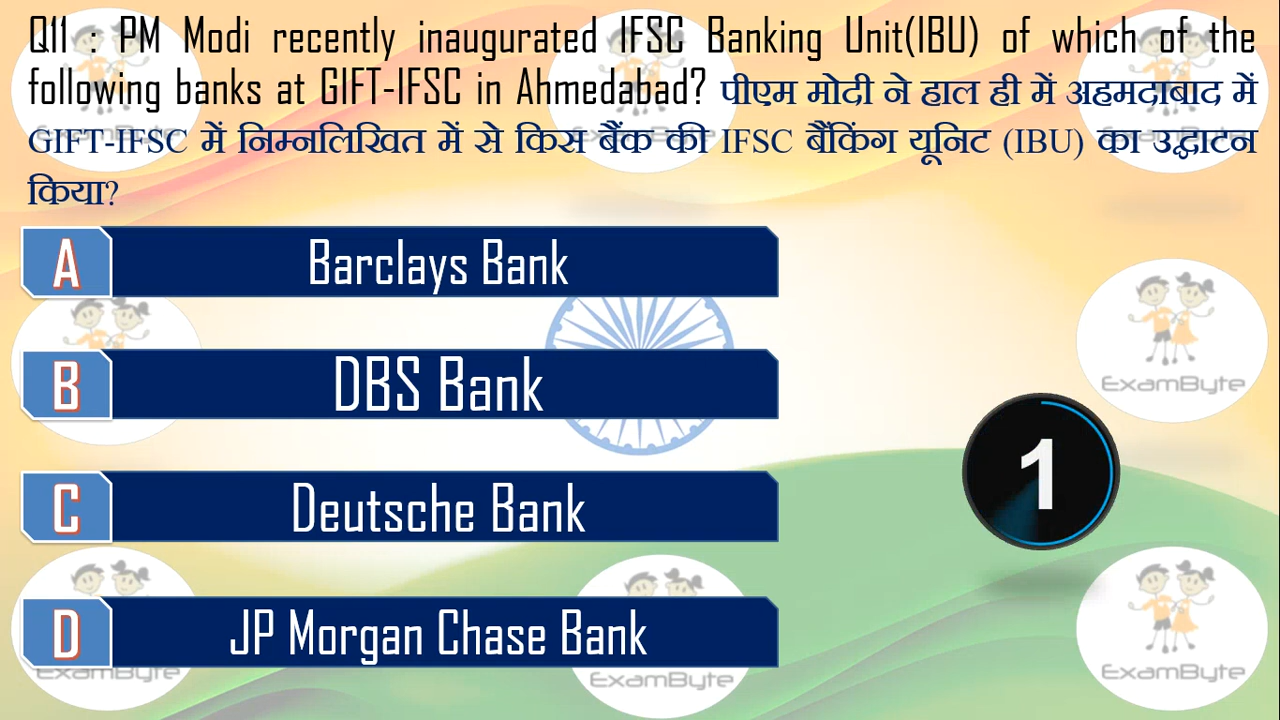 Q11 : PM Modi recently inaugurated IFSC Banking Unit(IBU) of which of the
following banks at GIFT-IFSC in Ahmedabad? पीएम मोदी ने हाल ही में अहमदाबाद में
GIFT-IFSC में निम्नलिखित में से किस बैंक की IFSC बैंकिंग यूनिट (IBU) का उद्घाटन
किया?
A Barclays Bank
B DBS Bank
ExamByte
1
C Deutsche Bank
D JP Morgan Chase Bank
ExamByte
ExamByte
ExamByte